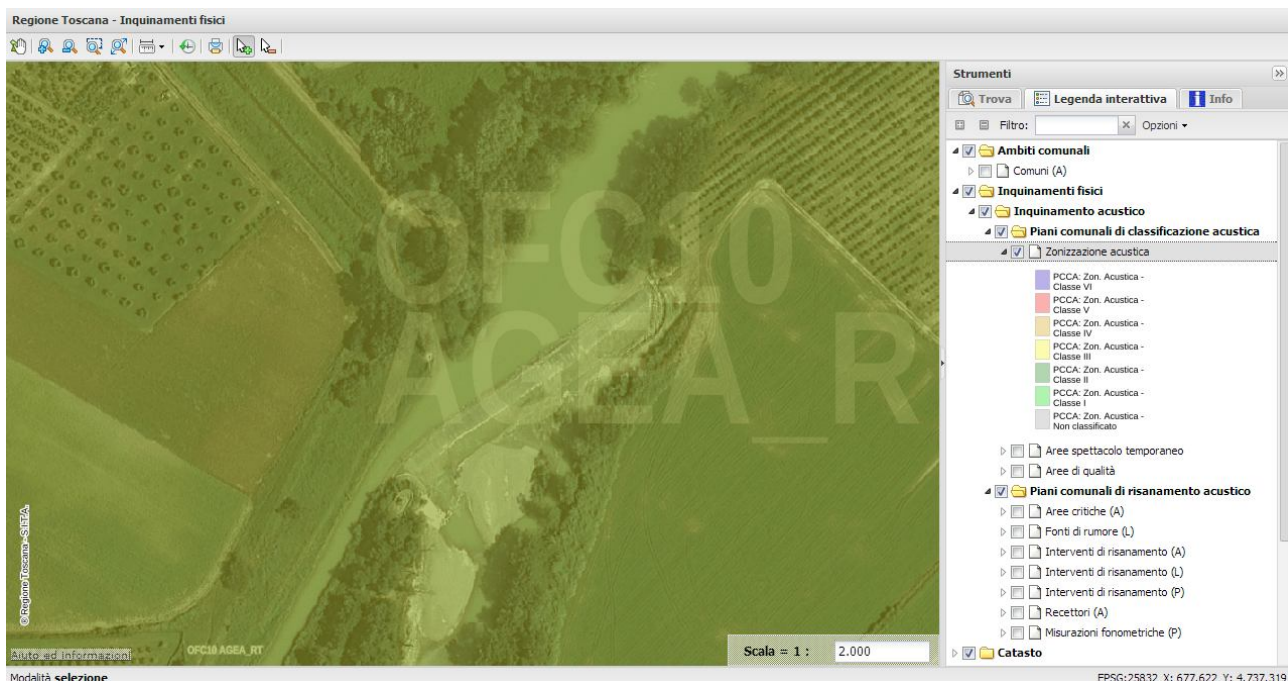 Regione Toscana - Inquinamenti fisici
Strumenti
Trova
Legenda interattiva
Info
Filtro:
Opzioni
Ambiti comunali
Comuni (A)
Inquinamenti fisici
Inquinamento acustico
Piani comunali di classificazione acustica
Zonizzazione acustica
PCCA: Zon. Acustica -
Classe VI
PCCA: Zon. Acustica -
Classe V
PCCA: Zon. Acustica -
Classe IV
PCCA: Zon. Acustica -
Classe III
PCCA: Zon. Acustica -
Classe II
PCCA: Zon. Acustica -
Classe I
PCCA: Zon. Acustica -
Non classificato
Aree spettacolo temporaneo
Aree di qualità
Piani comunali di risanamento acustico
Aree critiche (A)
Fonti di rumore (L)
Interventi di risanamento (A)
Interventi di risanamento (L)
Interventi di risanamento (P)
Recettori (A)
Misurazioni fonometriche (P)
Catasto
OFC10
AGEA_R
© Regione Toscana - S.I.T.A.
Aiuto ed informazioni
OFC10 AGEA_RT
Scala = 1 : 2.000
Modalità selezione
EPSG:25832 X: 677.622 Y: 4.737.319